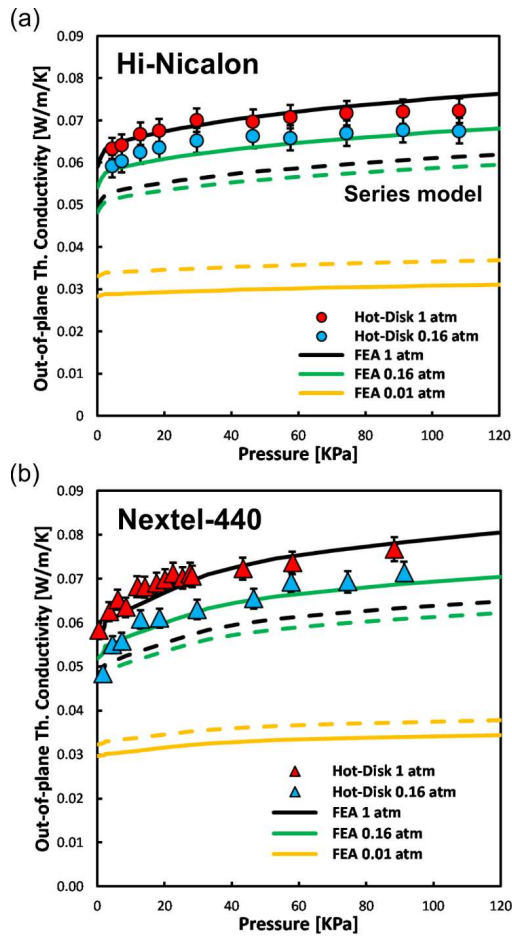 (a)
Out-of-plane Th. Conductivity [W/m/K]
0.09
0.08
0.07
0.06
0.05
0.04
0.03
0.02
0.01
0
Hi-Nicalon
Series model
Hot-Disk 1 atm
Hot-Disk 0.16 atm
FEA 1 atm
FEA 0.16 atm
FEA 0.01 atm
0 20 40 60 80 100 120
Pressure [KPa]
(b)
Out-of-plane Th. Conductivity [W/m/K]
0.09
0.08
0.07
0.06
0.05
0.04
0.03
0.02
0.01
0.00
Nextel-440
Hot-Disk 1 atm
Hot-Disk 0.16 atm
FEA 1 atm
FEA 0.16 atm
FEA 0.01 atm
0 20 40 60 80 100 120
Pressure [KPa]